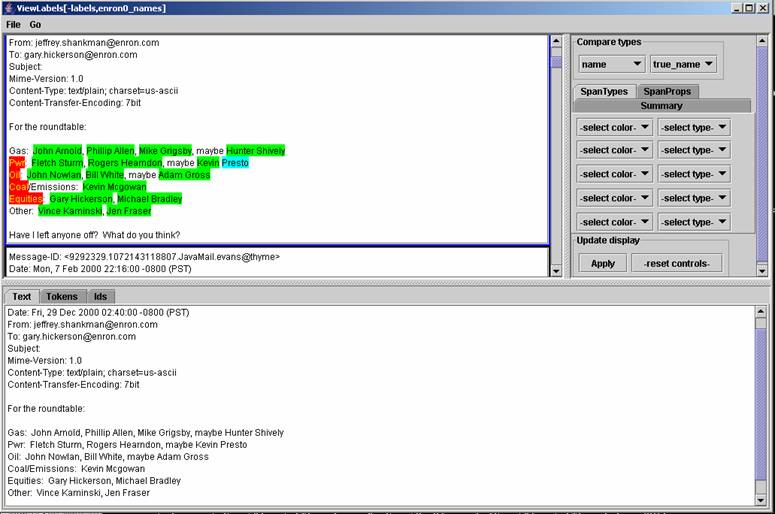 ViewLabels[-labels,enron0_names]
File Go
From: jeffrey.shankman@enron.com
To: gary.hickerson@enron.com
Subject:
Mime-Version: 1.0
Content-Type: text/plain; charset=us-ascii
Content-Transfer-Encoding: 7bit
For the roundtable:
Gas: John Arnold, Phillip Allen, Mike Grigsby, maybe Hunter Shively
Pwr: Fletch Sturm, Rogers Hearndon, maybe Kevin Presto
Oil: John Nowlan, Bill White, maybe Adam Gross
Coal/Emissions: Kevin Mcgowan
Equities: Gary Hickerson, Michael Bradley
Other: Vince Kaminski, Jen Fraser
Have I left anyone off? What do you think?
Message-ID: <9292329.1072143118807.JavaMail.evans@thyme>
Date: Mon, 7 Feb 2000 22:16:00 -0800 (PST)
Compare types
name true_name
SpanTypes SpanProps
Summary
-select color- -select type-
-select color- -select type-
-select color- -select type-
-select color- -select type-
-select color- -select type-
Update display
Apply -reset controls-
Text Tokens Ids
Date: Fri, 29 Dec 2000 02:40:00 -0800 (PST)
From: jeffrey.shankman@enron.com
To: gary.hickerson@enron.com
Subject:
Mime-Version: 1.0
Content-Type: text/plain; charset=us-ascii
Content-Transfer-Encoding: 7bit
For the roundtable:
Gas: John Arnold, Phillip Allen, Mike Grigsby, maybe Hunter Shively
Pwr: Fletch Sturm, Rogers Hearndon, maybe Kevin Presto
Oil: John Nowlan, Bill White, maybe Adam Gross
Coal/Emissions: Kevin Mcgowan
Equities: Gary Hickerson, Michael Bradley
Other: Vince Kaminski, Jen Fraser